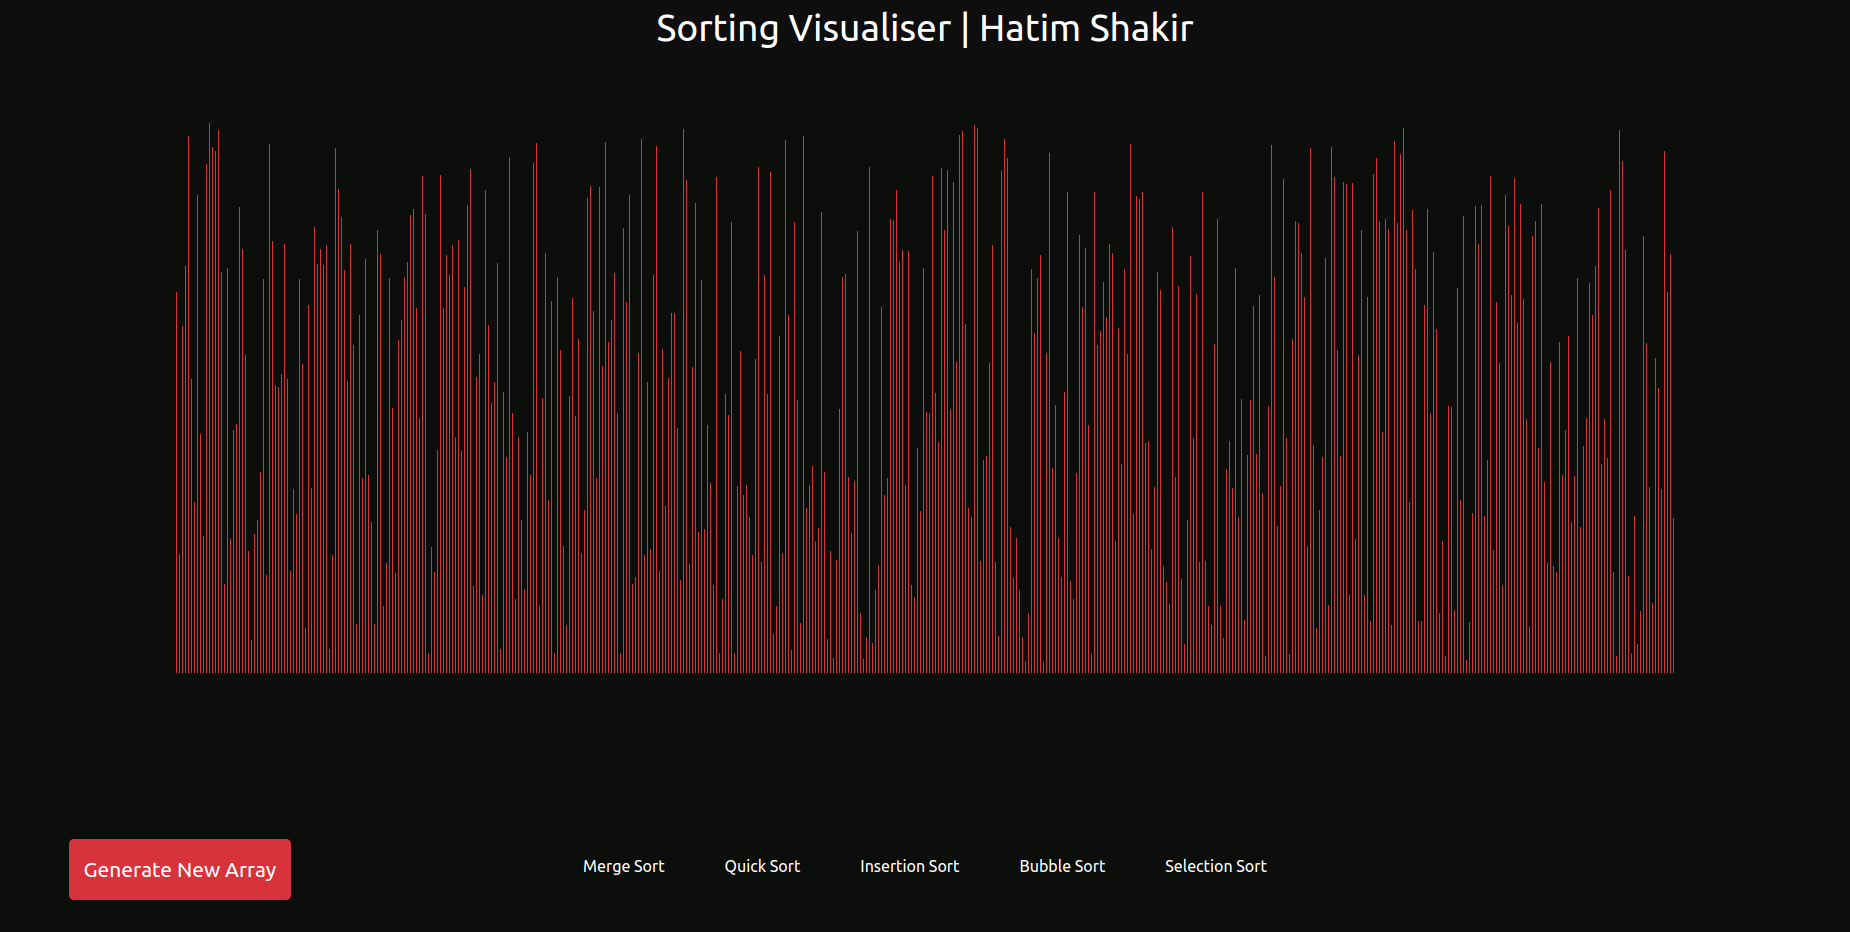 Sorting Visualiser | Hatim Shakir
Generate New Array
Merge Sort
Quick Sort
Insertion Sort
Bubble Sort
Selection Sort